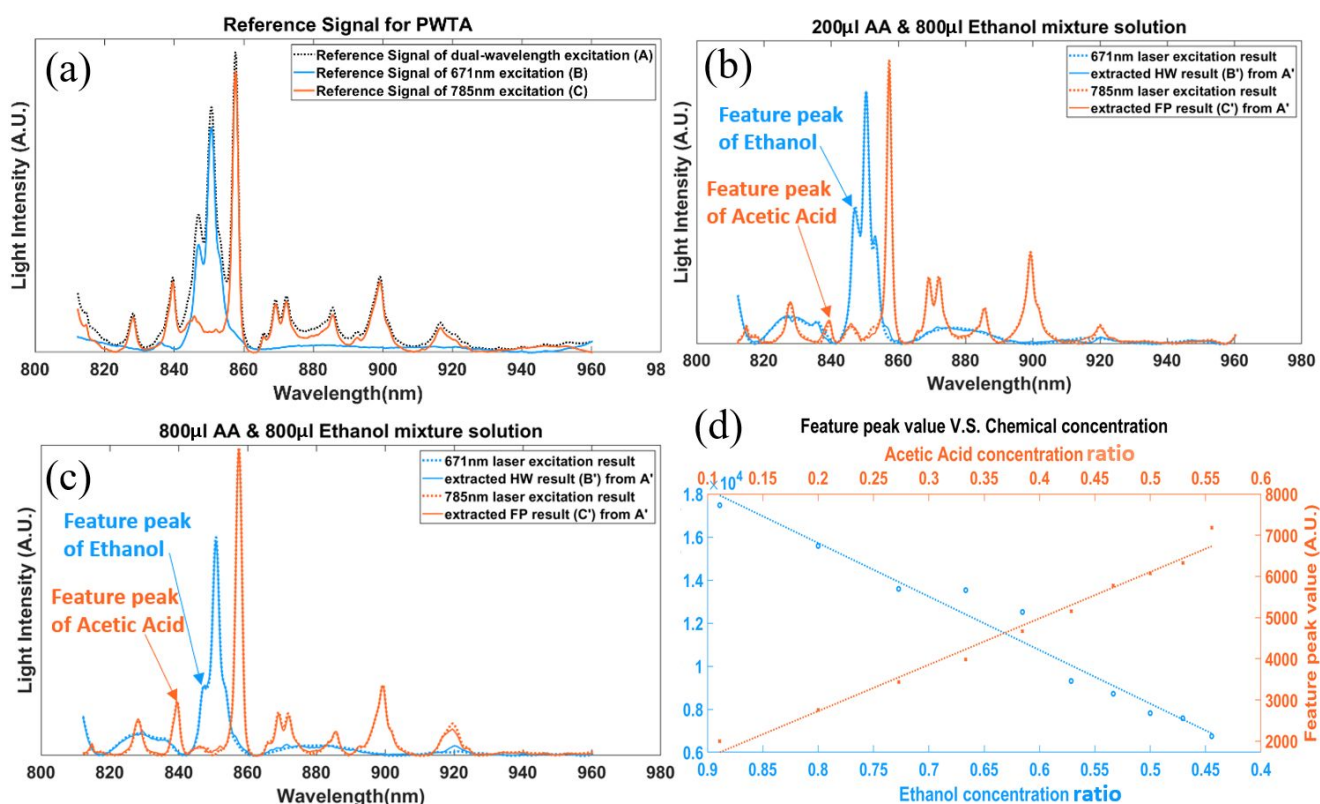 Reference Signal for PWTA
(a)
Reference Signal of dual-wavelength excitation (A)
Reference Signal of 671nm excitation (B)
Reference Signal of 785nm excitation (C)
Light Intensity (A.U.)
800 820 840 860 880 900 920 940 960 980
Wavelength(nm)
200µl AA & 800µl Ethanol mixture solution
(b)
671nm laser excitation result
extracted HW result (B') from A'
785nm laser excitation result
extracted FP result (C') from A'
Feature peak
of Ethanol
Feature peak
of Acetic Acid
Light Intensity (A.U.)
800 820 840 860 880 900 920 940 960 980
Wavelength(nm)
800µl AA & 800µl Ethanol mixture solution
(c)
671nm laser excitation result
extracted HW result (B') from A'
785nm laser excitation result
extracted FP result (C') from A'
Feature peak
of Ethanol
Feature peak
of Acetic Acid
Light Intensity (A.U.)
800 820 840 860 880 900 920 940 960 980
Wavelength(nm)
(d)
Feature peak value V.S. Chemical concentration
Acetic Acid concentration ratio
0.1 0.15 0.2 0.25 0.3 0.35 0.4 0.45 0.5 0.55 0.6
×10⁴
1.8
1.6
1.4
1.2
1
0.8
0.6
8000
7000
6000
5000
4000
3000
2000
Feature peak value (A.U.)
0.9 0.85 0.8 0.75 0.7 0.65 0.6 0.55 0.5 0.45 0.4
Ethanol concentration ratio